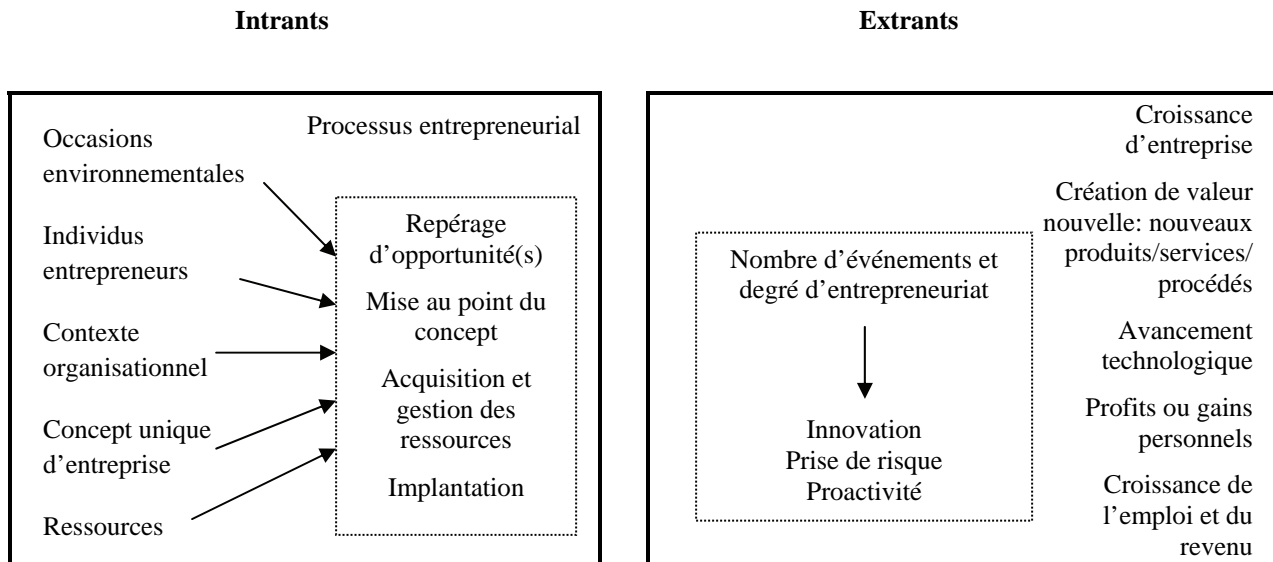 Intrants
Extrants
Processus entrepreneurial
Occasions
environnementales
Individus
entrepreneurs
Contexte
organisationnel
Concept unique
d’entreprise
Ressources
Repérage
d’opportunité(s)
Mise au point du
concept
Acquisition et
gestion des
ressources
Implantation
Nombre d’événements et
degré d’entrepreneuriat
Innovation
Prise de risque
Proactivité
Croissance
d’entreprise
Création de valeur
nouvelle: nouveaux
produits/services/
procédés
Avancement
technologique
Profits ou gains
personnels
Croissance de
l’emploi et du
revenu